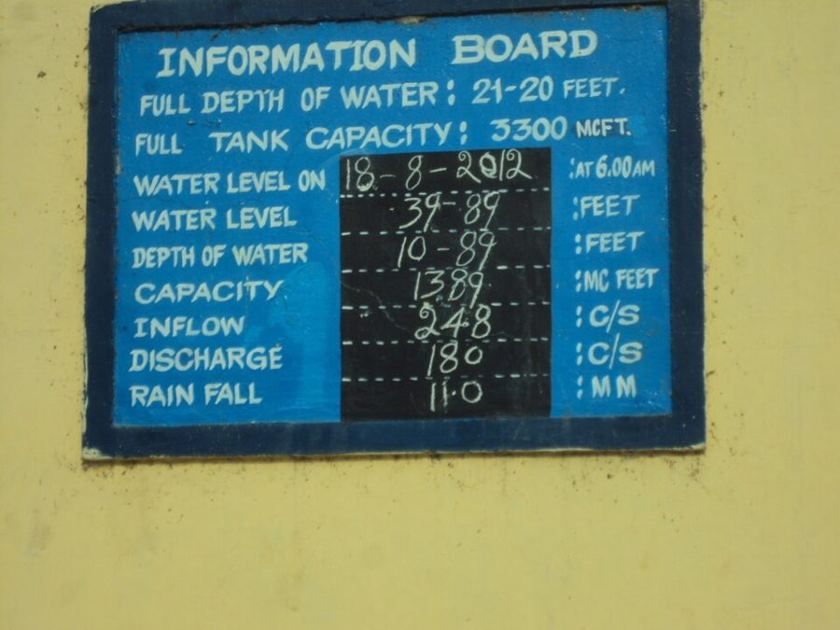 INFORMATION BOARD
FULL DEPTH OF WATER: 21-20 FEET.
FULL TANK CAPACITY: 3300 MCFT.
WATER LEVEL ON 18-8-2012 :AT 6.00AM
WATER LEVEL 39-89 :FEET
DEPTH OF WATER 10-89 :FEET
CAPACITY 1389 :MC FEET
INFLOW 248 :C/S
DISCHARGE 180 :C/S
RAIN FALL 11.0 :MM